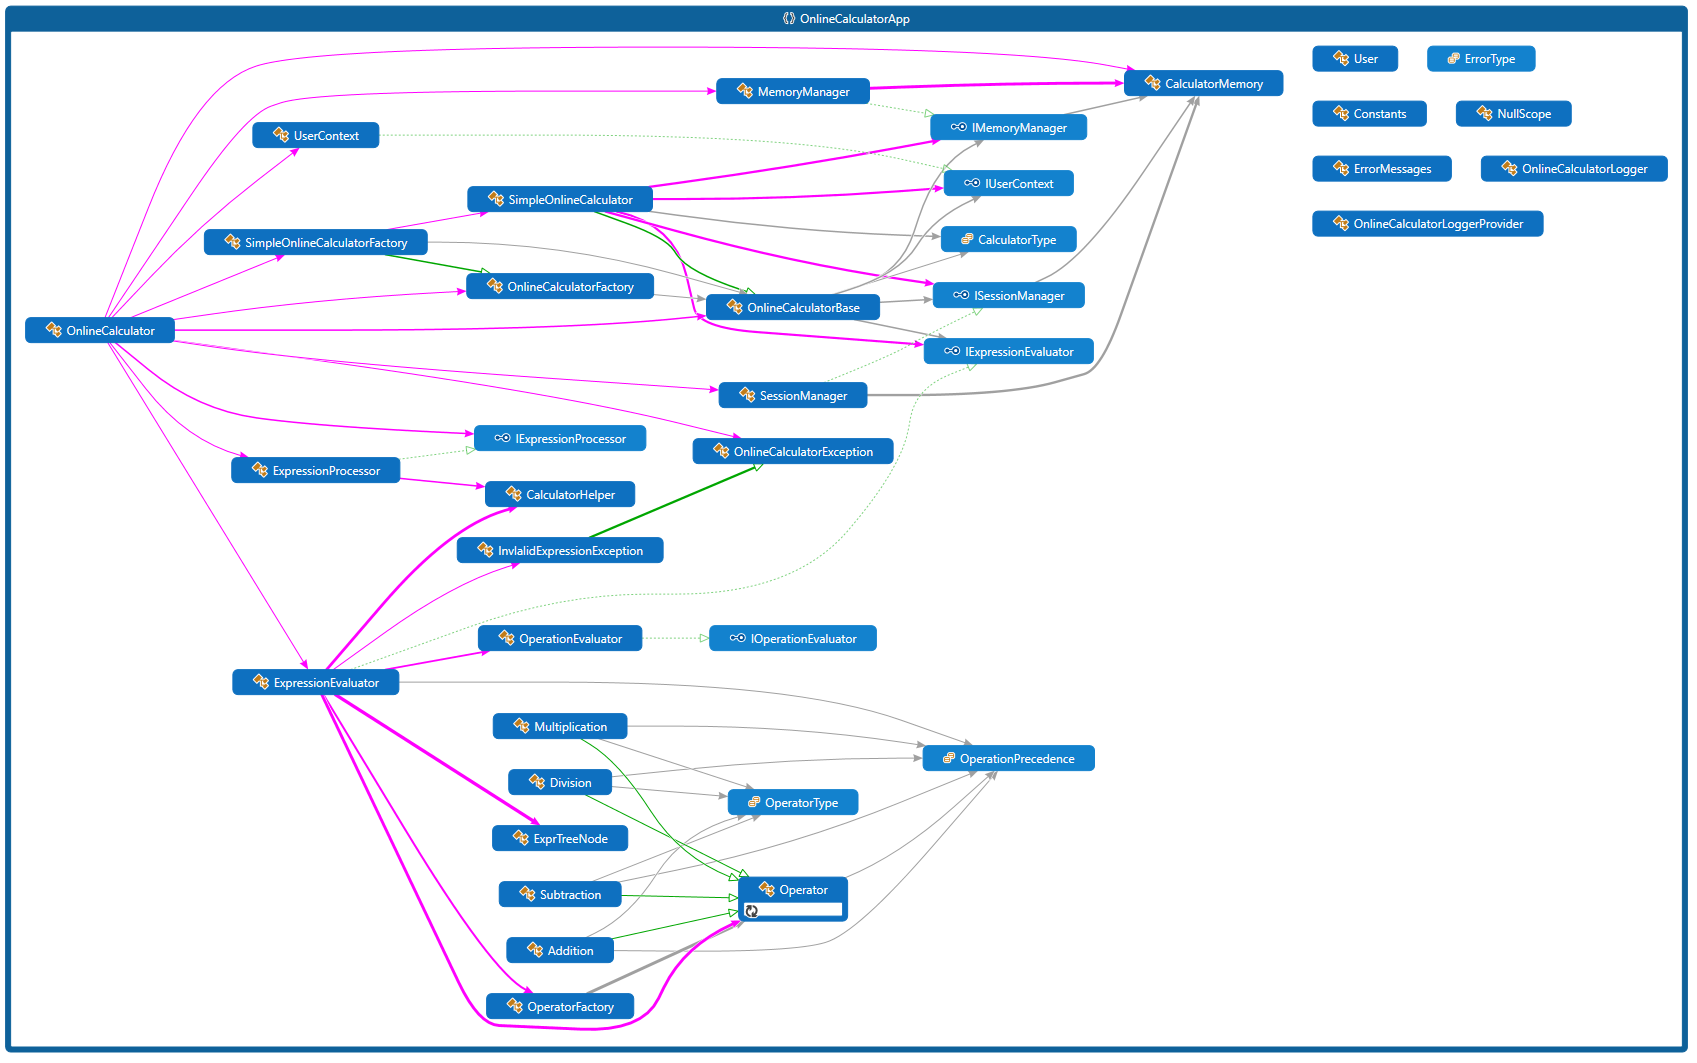 OnlineCalculatorApp
User
ErrorType
CalculatorMemory
MemoryManager
Constants
NullScope
IMemoryManager
UserContext
ErrorMessages
OnlineCalculatorLogger
IUserContext
SimpleOnlineCalculator
OnlineCalculatorLoggerProvider
CalculatorType
SimpleOnlineCalculatorFactory
OnlineCalculatorFactory
ISessionManager
OnlineCalculatorBase
OnlineCalculator
IExpressionEvaluator
SessionManager
IExpressionProcessor
OnlineCalculatorException
ExpressionProcessor
CalculatorHelper
InvlalidExpressionException
OperationEvaluator
IOperationEvaluator
ExpressionEvaluator
Multiplication
OperationPrecedence
Division
OperatorType
ExprTreeNode
Operator
Subtraction
Addition
OperatorFactory